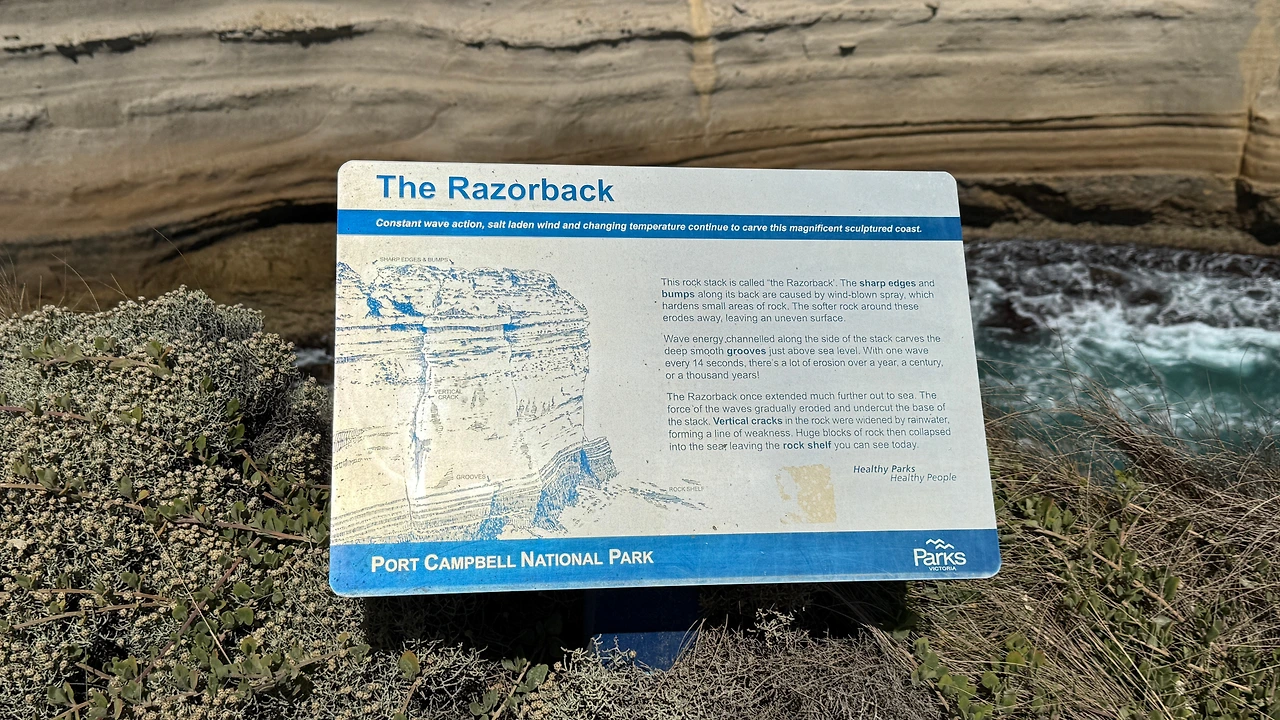 The Razorback
Constant wave action, salt laden wind and changing temperature continue to carve this magnificent sculptured coast.
SHARP EDGES & BUMPS
This rock stack is called 'the Razorback'. The sharp edges and
bumps along its back are caused by wind-blown spray, which
hardens small areas of rock. The softer rock around these
erodes away, leaving an uneven surface.
Wave energy channelled along the side of the stack carves the
deep smooth grooves just above sea level. With one wave
every 14 seconds, there's a lot of erosion over a year, a century,
or a thousand years!
CRACK
The Razorback once extended much further out to sea. The
force of the waves gradually eroded and undercut the base of
the stack. Vertical cracks in the rock were widened by rainwater,
forming a line of weakness. Huge blocks of rock then collapsed
into the sea leaving the rock shelf you can see today.
GROOVES
ROCK SHELF
Healthy Parks
Healthy People
PORT CAMPBELL NATIONAL PARK
Parks
VICTORIA